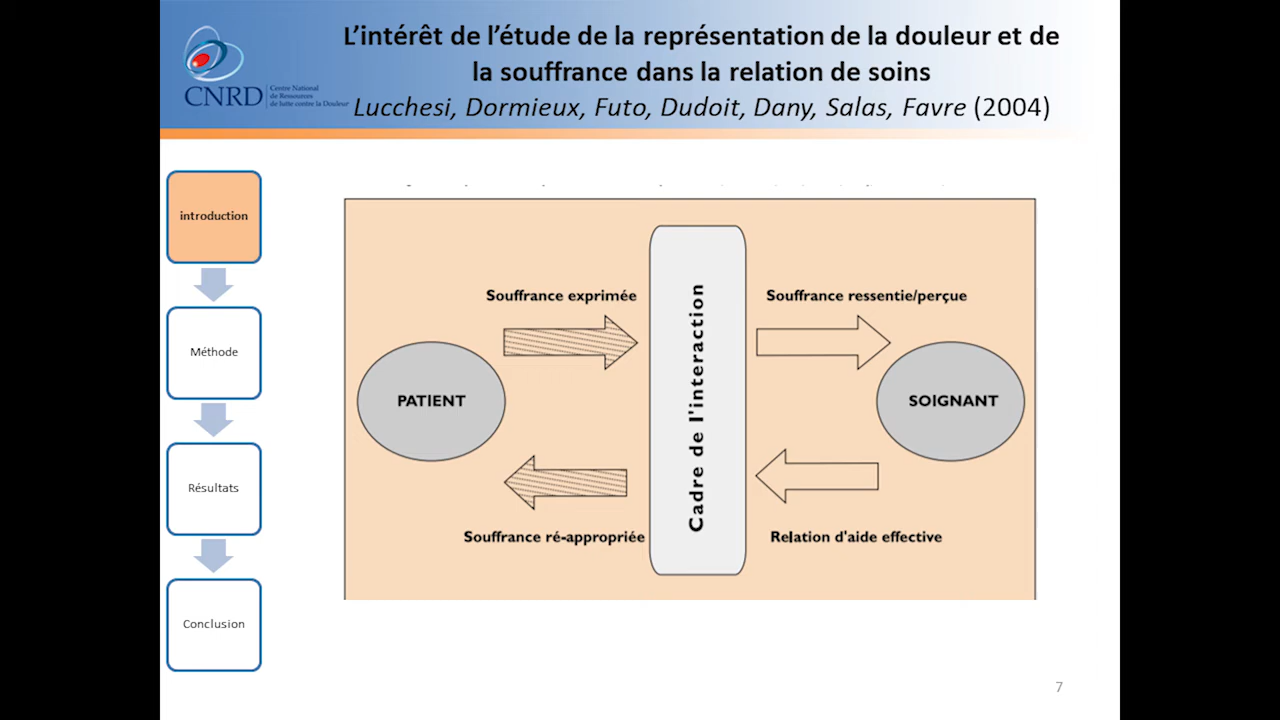 L’intérêt de l’étude de la représentation de la douleur et de
la souffrance dans la relation de soins
Lucchesi, Dormieux, Futo, Dudoit, Dany, Salas, Favre (2004)
CNRD
Centre National
de Ressources
de lutte contre la Douleur
introduction
Méthode
Résultats
Conclusion
Souffrance exprimée
Souffrance ressentie/perçue
PATIENT
Cadre de l'interaction
SOIGNANT
Souffrance ré-appropriée
Relation d'aide effective
7